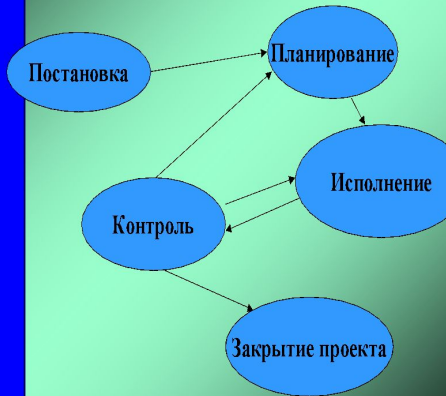 Планирование
Постановка
Исполнение
Контроль
Закрытие проекта